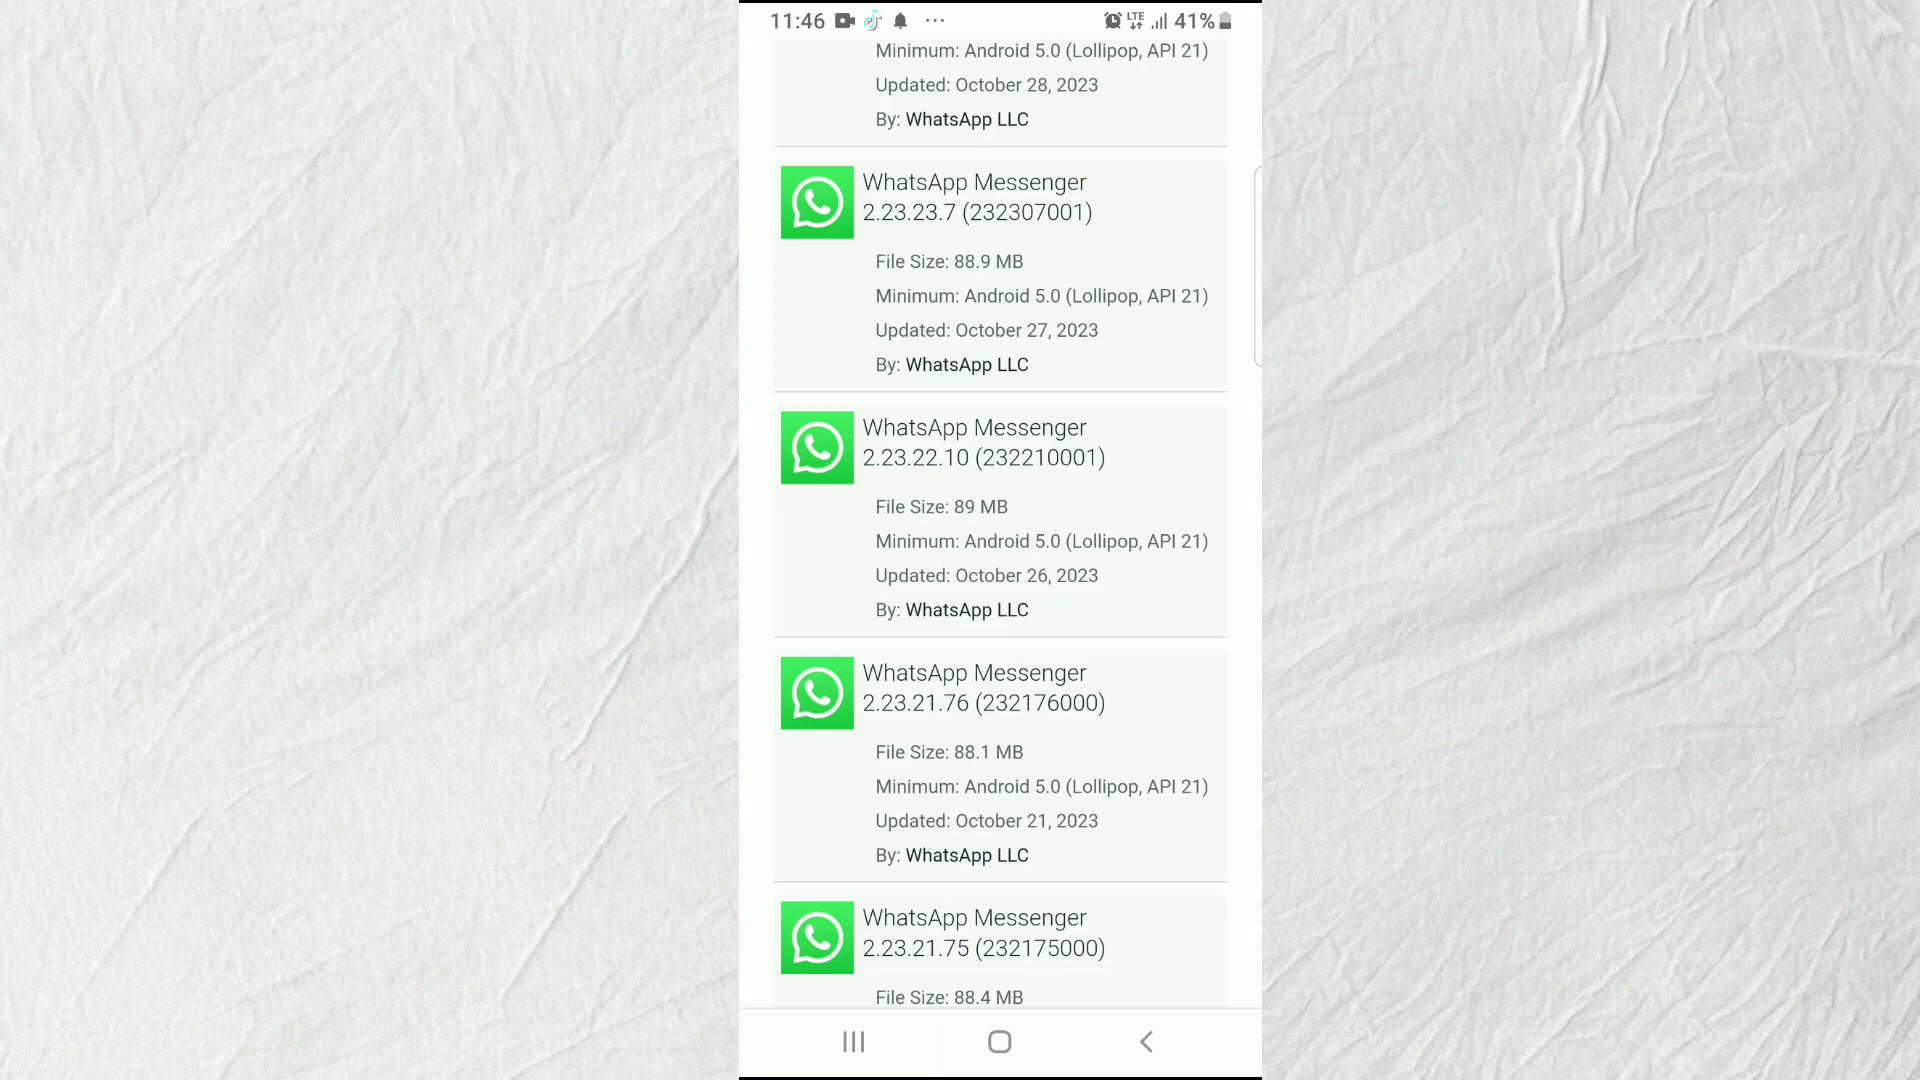 11:46 LTE 41%
Minimum: Android 5.0 (Lollipop, API 21)
Updated: October 28, 2023
By: WhatsApp LLC
WhatsApp Messenger
2.23.23.7 (232307001)
File Size: 88.9 MB
Minimum: Android 5.0 (Lollipop, API 21)
Updated: October 27, 2023
By: WhatsApp LLC
WhatsApp Messenger
2.23.22.10 (232210001)
File Size: 89 MB
Minimum: Android 5.0 (Lollipop, API 21)
Updated: October 26, 2023
By: WhatsApp LLC
WhatsApp Messenger
2.23.21.76 (232176000)
File Size: 88.1 MB
Minimum: Android 5.0 (Lollipop, API 21)
Updated: October 21, 2023
By: WhatsApp LLC
WhatsApp Messenger
2.23.21.75 (232175000)
File Size: 88.4 MB